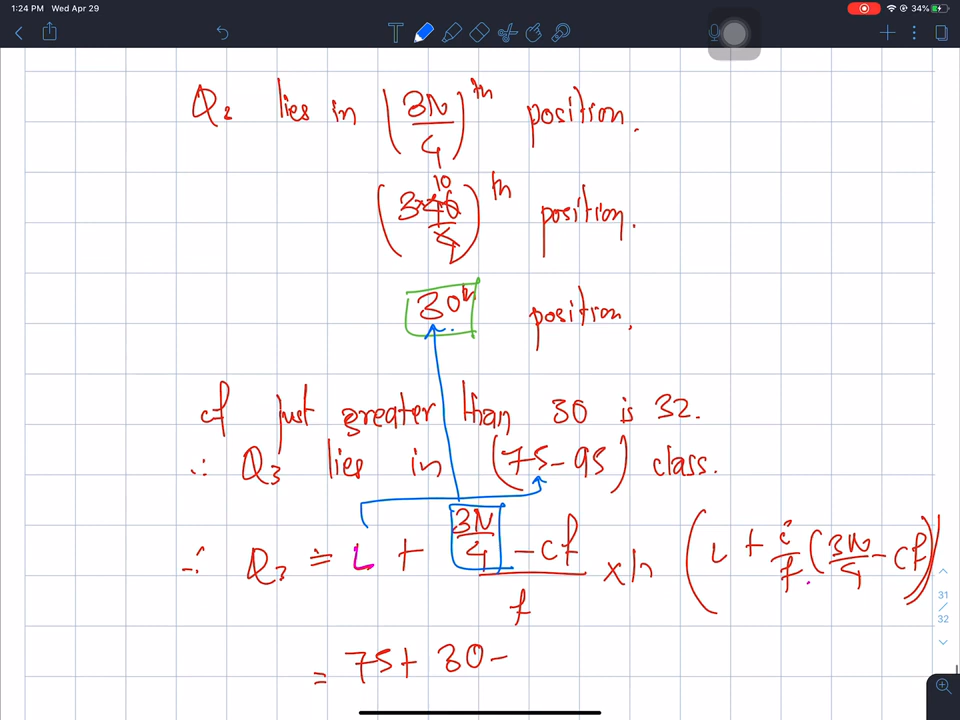 1:24 PM Wed Apr 29
34%
Q₂ lies in (3N/4)th position.
(3×40/4)th position.
10
30th position.
cf just greater than 30 is 32.
∴ Q₃ lies in (75-95) class.
∴ Q₃ = L + (3N/4 - cf)/f × h (L + i/f (3N/4 - cf))
= 75 + 30 -
31
/
32